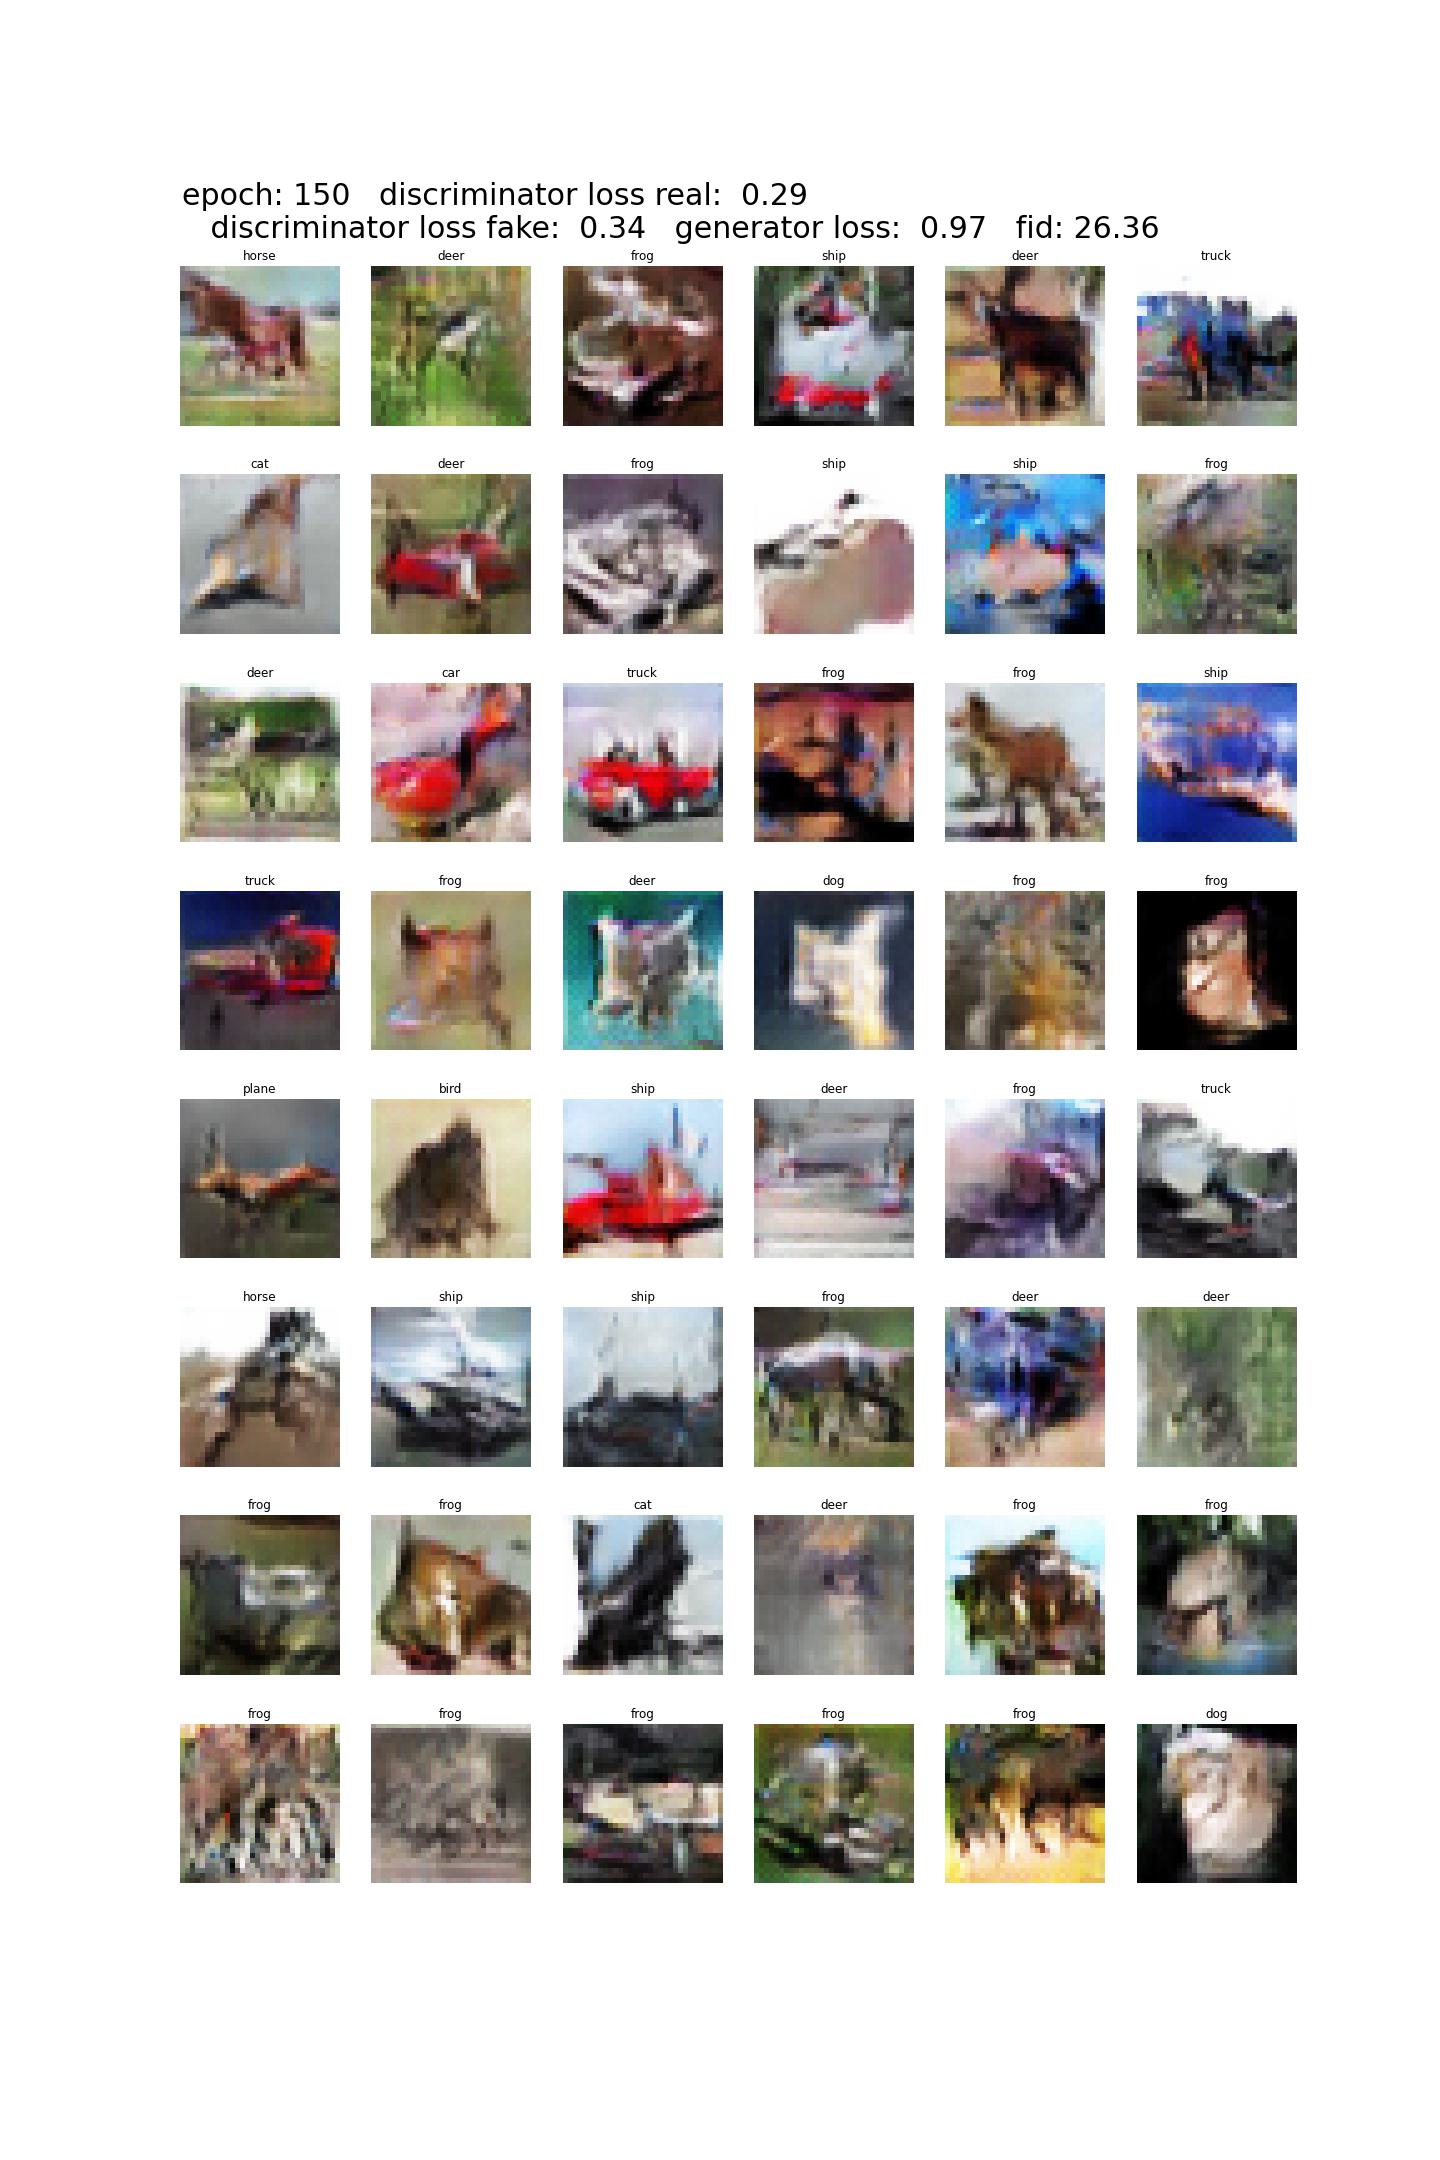 epoch: 150   discriminator loss real:  0.29
discriminator loss fake:  0.34   generator loss:  0.97   fid: 26.36
horse deer frog ship deer truck
cat deer frog ship ship frog
deer car truck frog frog ship
truck frog deer dog frog frog
plane bird ship deer frog truck
horse ship ship frog deer deer
frog frog cat deer frog frog
frog frog frog frog frog dog